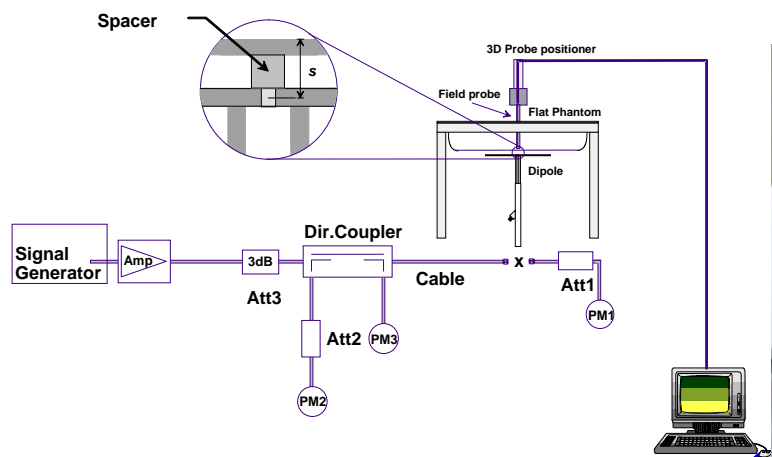 Spacer
s
3D Probe positioner
Field probe
Flat Phantom
Dipole
Signal
Generator
Amp
3dB
Att3
Dir.Coupler
Cable
x
Att1
PM1
Att2
PM3
PM2